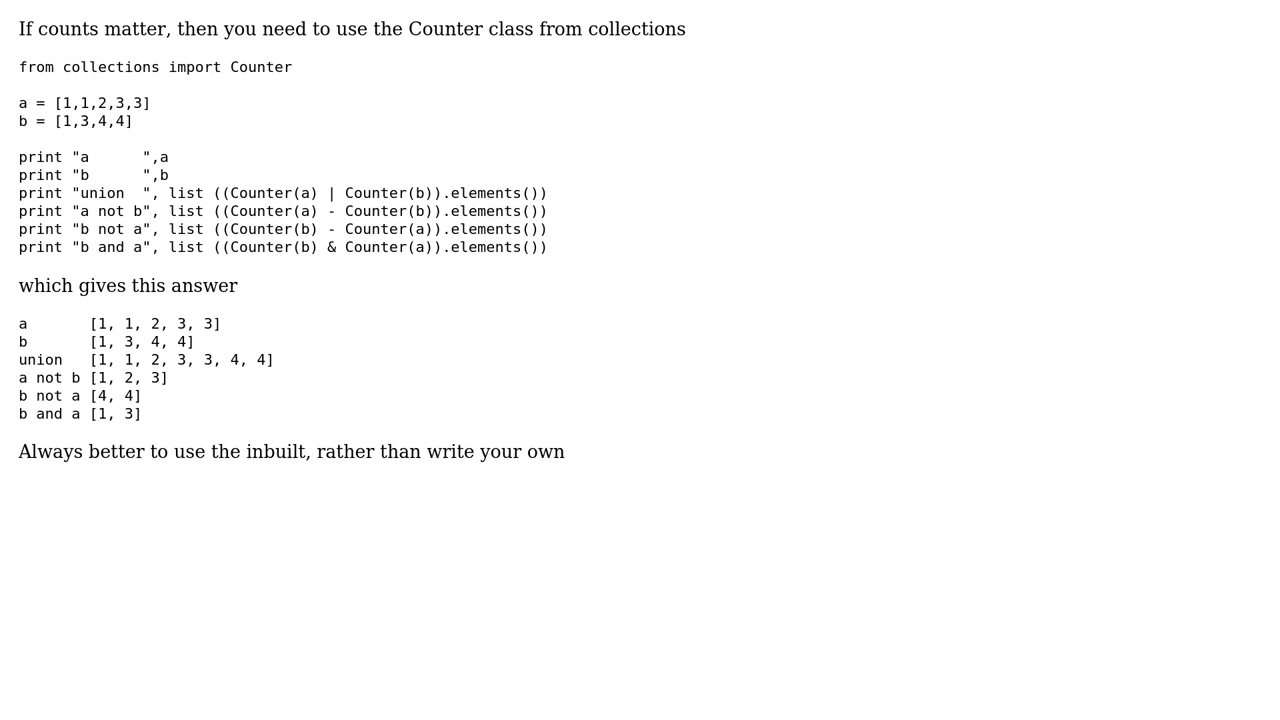 If counts matter, then you need to use the Counter class from collections
from collections import Counter
a = [1,1,2,3,3]
b = [1,3,4,4]
print "a      ",a
print "b      ",b
print "union  ", list ((Counter(a) | Counter(b)).elements())
print "a not b", list ((Counter(a) - Counter(b)).elements())
print "b not a", list ((Counter(b) - Counter(a)).elements())
print "b and a", list ((Counter(b) & Counter(a)).elements())
which gives this answer
a       [1, 1, 2, 3, 3]
b       [1, 3, 4, 4]
union   [1, 1, 2, 3, 3, 4, 4]
a not b [1, 2, 3]
b not a [4, 4]
b and a [1, 3]
Always better to use the inbuilt, rather than write your own